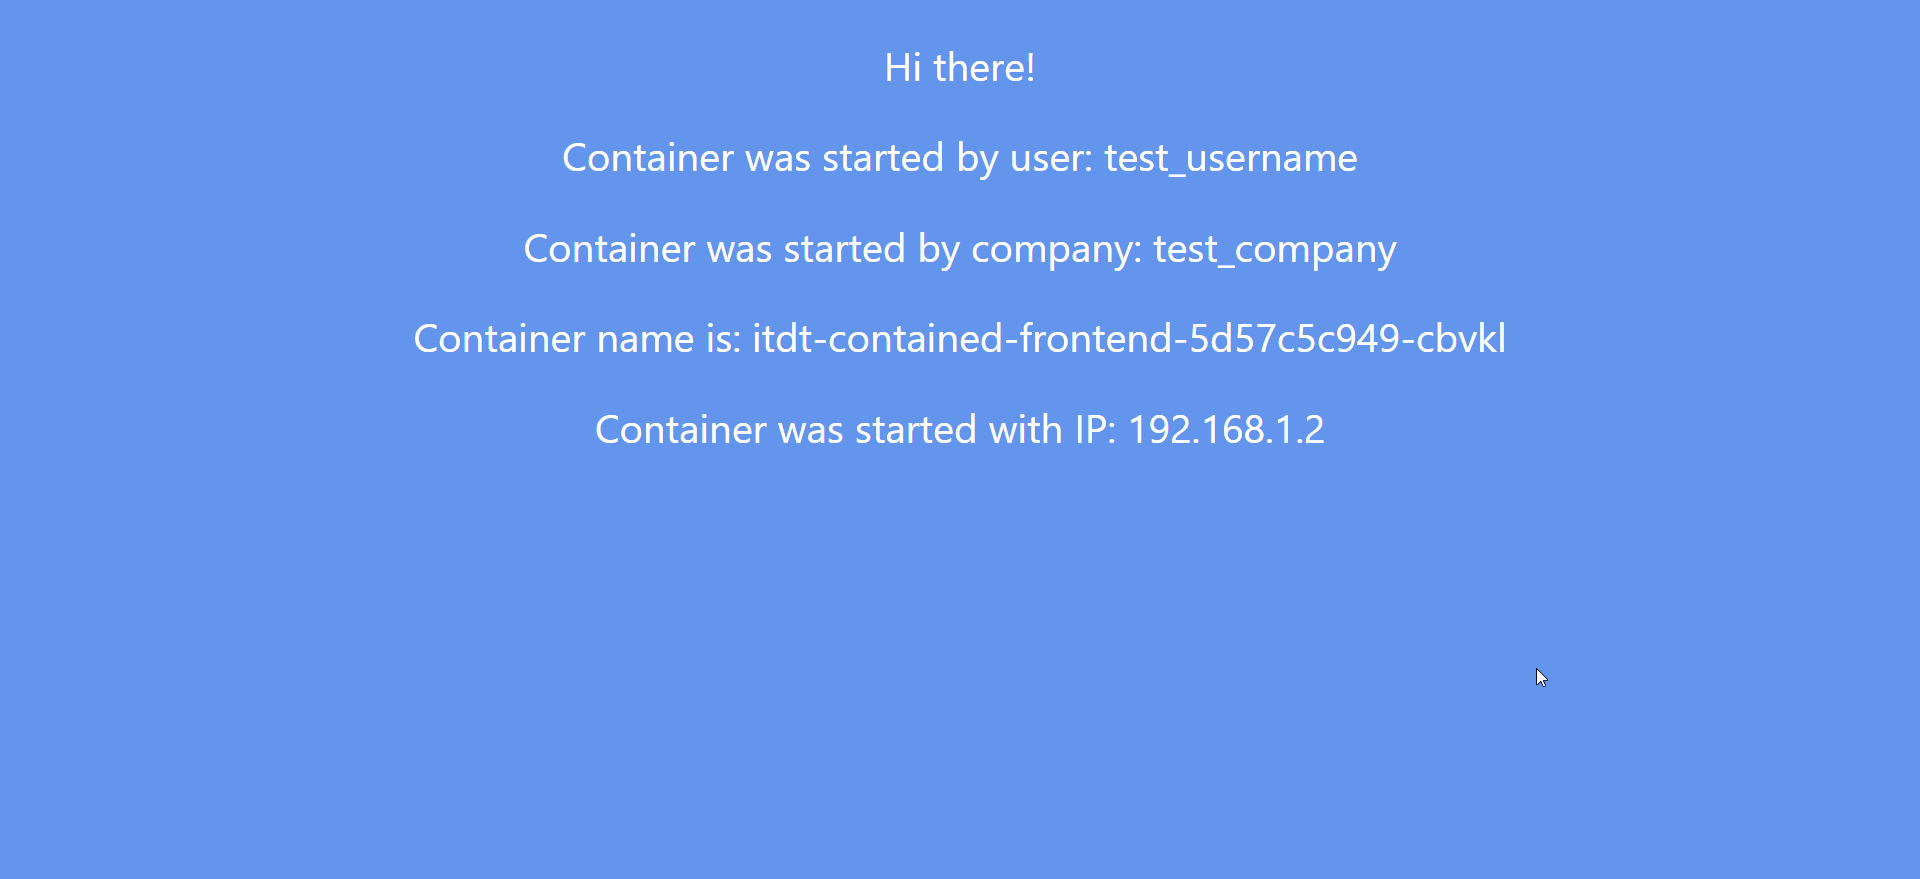 Hi there!
Container was started by user: test_username
Container was started by company: test_company
Container name is: itdt-contained-frontend-5d57c5c949-cbvkl
Container was started with IP: 192.168.1.2